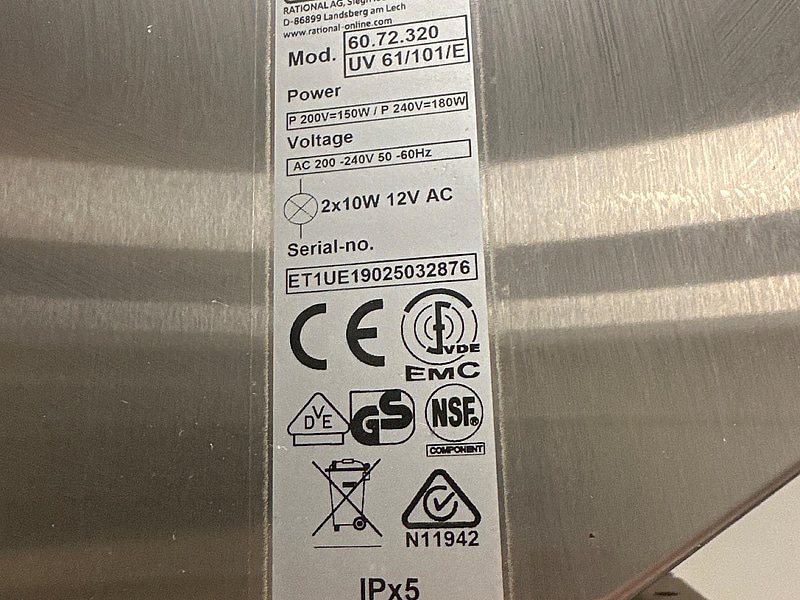 RATIONAL AG,
D-86899 Landsberg am Lech
www.rational-online.com
Mod. 60.72.320
UV 61/101/E
Power
P 200V=150W / P 240V=180W
Voltage
AC 200 -240V 50 -60Hz
2x10W 12V AC
Serial-no.
ET1UE19025032876
CE
VDE
EMC
DVE
GS
NSF®
COMPONENT
N11942
IPx5